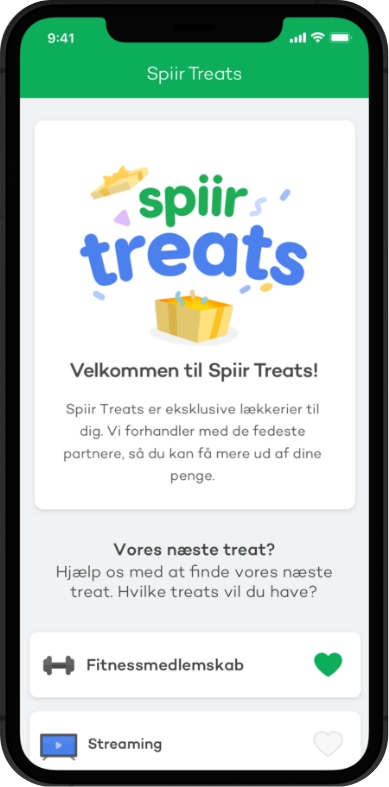 9:41
Spiir Treats
spiir
treats
Velkommen til Spiir Treats!
Spiir Treats er eksklusive lækkerier til
dig. Vi forhandler med de fedeste
partnere, så du kan få mere ud af dine
penge.
Vores næste treat?
Hjælp os med at finde vores næste
treat. Hvilke treats vil du have?
Fitnessmedlemskab
Streaming